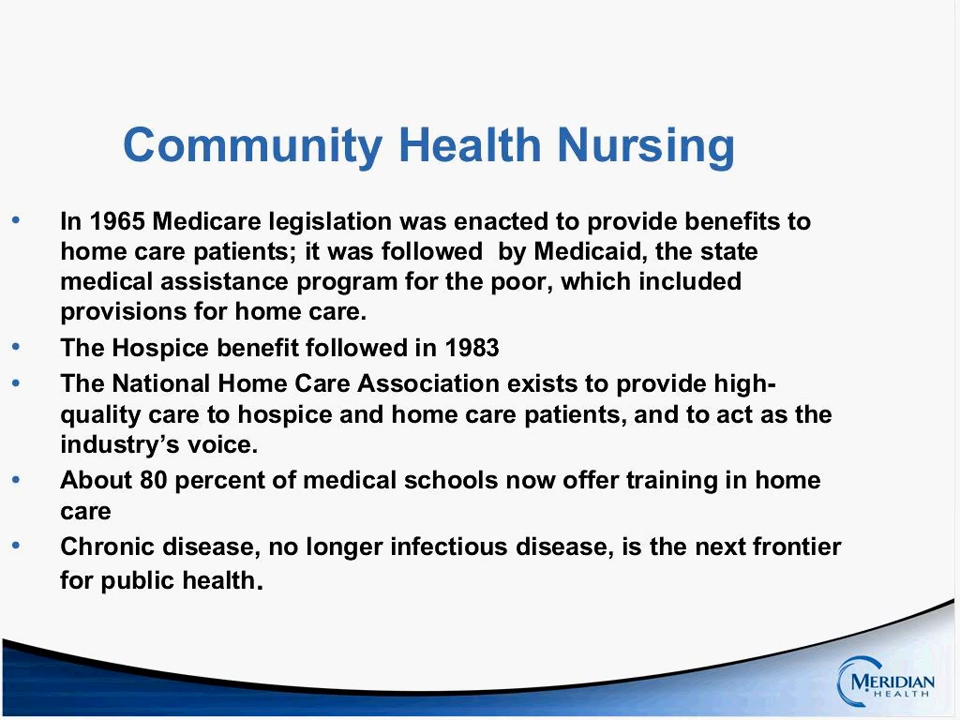 Community Health Nursing
• In 1965 Medicare legislation was enacted to provide benefits to
home care patients; it was followed  by Medicaid, the state
medical assistance program for the poor, which included
provisions for home care.
• The Hospice benefit followed in 1983
• The National Home Care Association exists to provide high-
quality care to hospice and home care patients, and to act as the
industry’s voice.
• About 80 percent of medical schools now offer training in home
care
• Chronic disease, no longer infectious disease, is the next frontier
for public health.
MERIDIAN
HEALTH